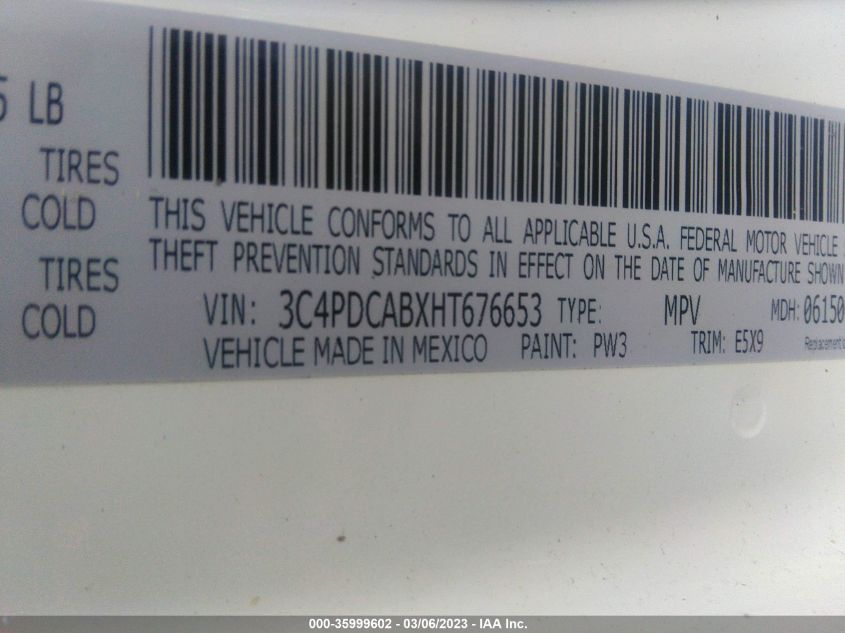 LB
TIRES
COLD
TIRES
COLD
THIS VEHICLE CONFORMS TO ALL APPLICABLE U.S.A. FEDERAL MOTOR VEHICLE
THEFT PREVENTION STANDARDS IN EFFECT ON THE DATE OF MANUFACTURE SHOWN
VIN: 3C4PDCABXHT676653 TYPE: MPV MDH: 06150
VEHICLE MADE IN MEXICO PAINT: PW3 TRIM: E5X9 Replacement
000-35999602 - 03/06/2023 - IAA Inc.